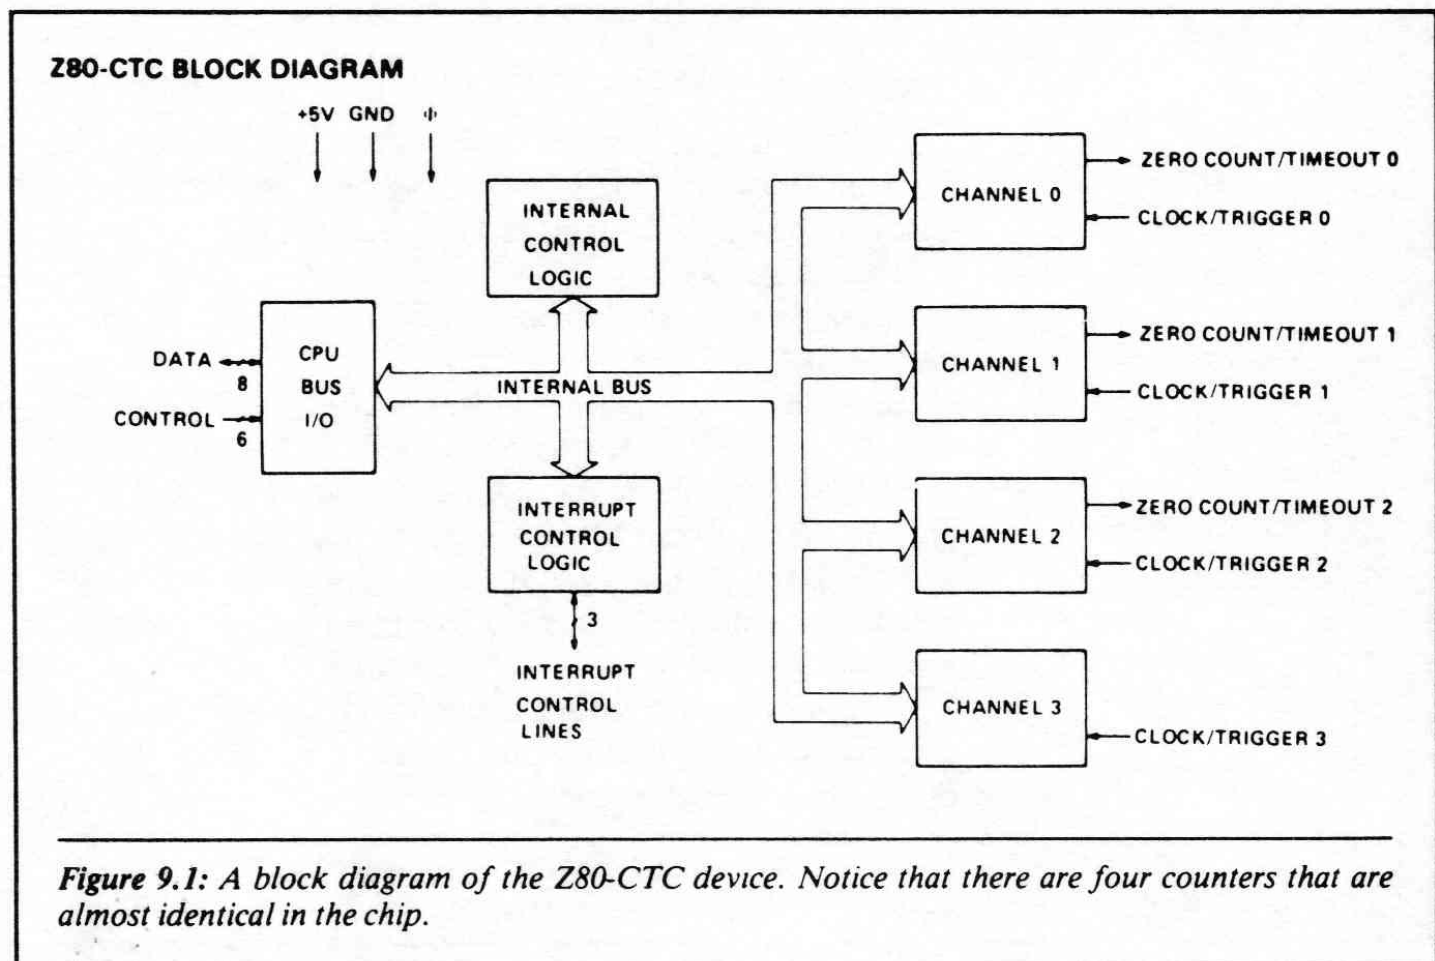 Z80-CTC BLOCK DIAGRAM
+5V GND Φ
INTERNAL
CONTROL
LOGIC
CHANNEL 0
ZERO COUNT/TIMEOUT 0
CLOCK/TRIGGER 0
DATA
8
CONTROL
6
CPU
BUS
I/O
INTERNAL BUS
CHANNEL 1
ZERO COUNT/TIMEOUT 1
CLOCK/TRIGGER 1
INTERRUPT
CONTROL
LOGIC
3
INTERRUPT
CONTROL
LINES
CHANNEL 2
ZERO COUNT/TIMEOUT 2
CLOCK/TRIGGER 2
CHANNEL 3
CLOCK/TRIGGER 3
Figure 9.1: A block diagram of the Z80-CTC device. Notice that there are four counters that are
almost identical in the chip.